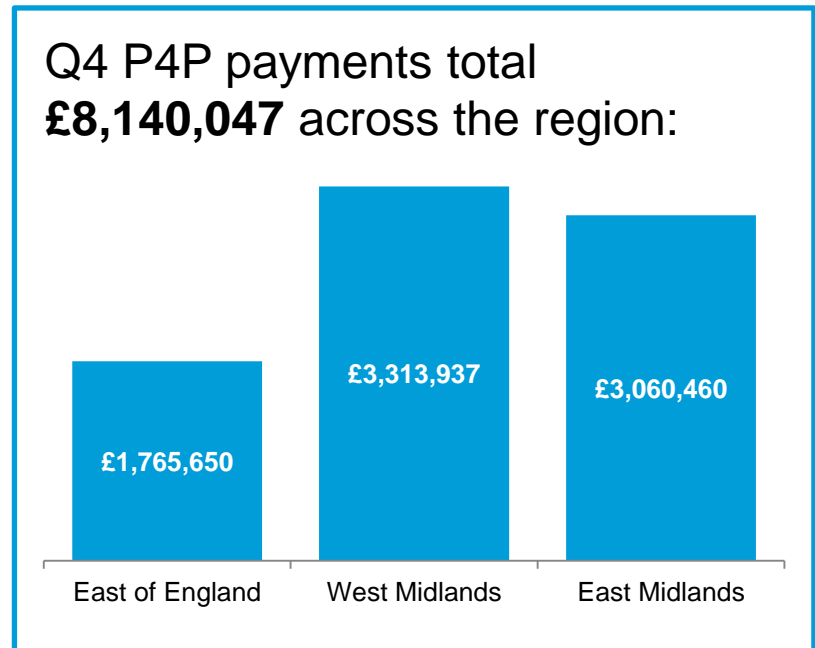 Q4 P4P payments total
£8,140,047 across the region:
£3,313,937
£3,060,460
£1,765,650
East of England West Midlands East Midlands